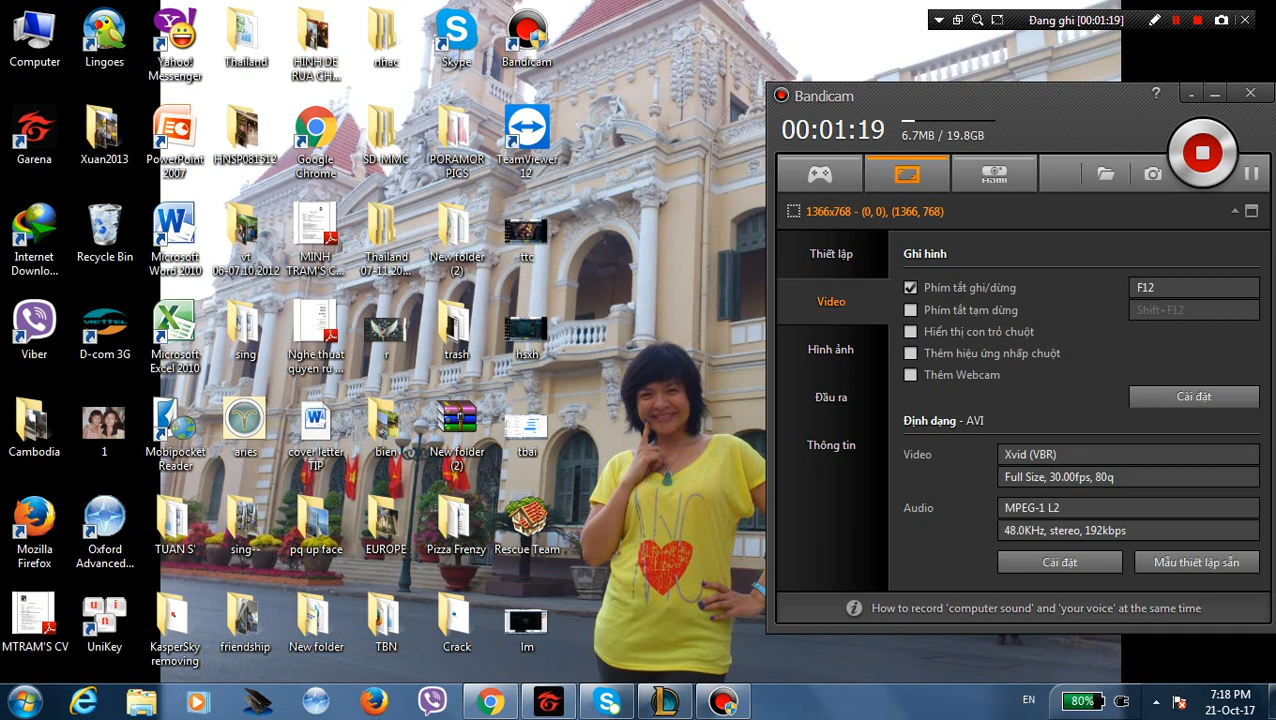 Computer
Lingoes
Yahoo!
Messenger
Thailand
HINH DE
RUA CH...
nhac
Skype
Bandicam
Garena
Xuan2013
PowerPoint
2007
HNSP081512
Google
Chrome
SD-MMC
PORAMOR
PICS
TeamViewer
12
Internet
Downlo...
Recycle Bin
Microsoft
Word 2010
vt
06-07.10.2012
MINH
TRAM'S C...
Thailand
07-11.20...
New folder
(2)
ttc
Viber
D-com 3G
Microsoft
Excel 2010
sing
Nghe thuat
quyen ru ...
r
trash
hsxh
Cambodia
1
Mobipocket
Reader
aries
cover letter
TIP
bien
New folder
(2)
tbai
Mozilla
Firefox
Oxford
Advanced...
TUAN S'
sing--
pq up face
EUROPE
Pizza Frenzy
Rescue Team
MTRAM'S CV
UniKey
KasperSky
removing
friendship
New folder
TBN
Crack
lm
Đang ghi [00:01:19]
Bandicam
00:01:19
6.7MB / 19.8GB
HDMI
1366x768 - (0, 0), (1366, 768)
Thiết lập
Video
Hình ảnh
Đầu ra
Thông tin
Ghi hình
Phím tắt ghi/dừng
F12
Phím tắt tạm dừng
Shift+F12
Hiển thị con trỏ chuột
Thêm hiệu ứng nhấp chuột
Thêm Webcam
Cài đặt
Định dạng - AVI
Video
Xvid (VBR)
Full Size, 30.00fps, 80q
Audio
MPEG-1 L2
48.0KHz, stereo, 192kbps
Cài đặt
Mẫu thiết lập sẵn
How to record 'computer sound' and 'your voice' at the same time
EN
80%
7:18 PM
21-Oct-17